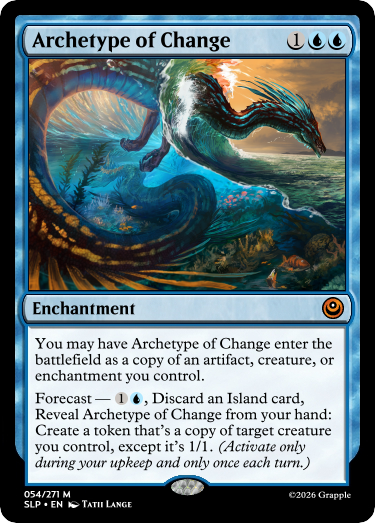 Archetype of Change 1
Enchantment
You may have Archetype of Change enter the
battlefield as a copy of an artifact, creature, or
enchantment you control.
Forecast — 1, Discard an Island card,
Reveal Archetype of Change from your hand:
Create a token that's a copy of target creature
you control, except it's 1/1. (Activate only
during your upkeep and only once each turn.)
054/271 M
SLP • EN Tatii Lange
©2026 Grapple